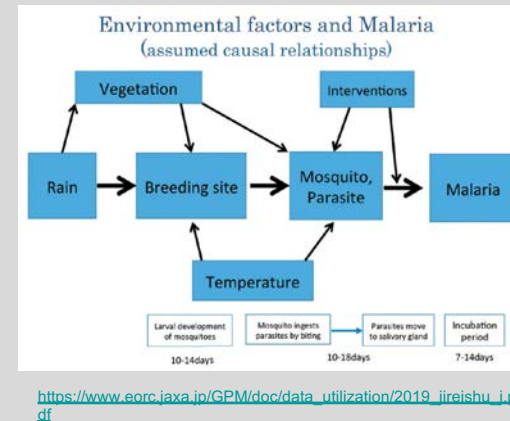 Environmental factors and Malaria
(assumed causal relationships)
Vegetation
Interventions
Rain
Breeding site
Mosquito,
Parasite
Malaria
Temperature
Larval development
of mosquitoes
Mosquito ingests
parasites by biting
Parasites move
to salivary gland
Incubation
period
10-14days
10-18days
7-14days
https://www.eorc.jaxa.jp/GPM/doc/data_utilization/2019_jireishu_j.p
df